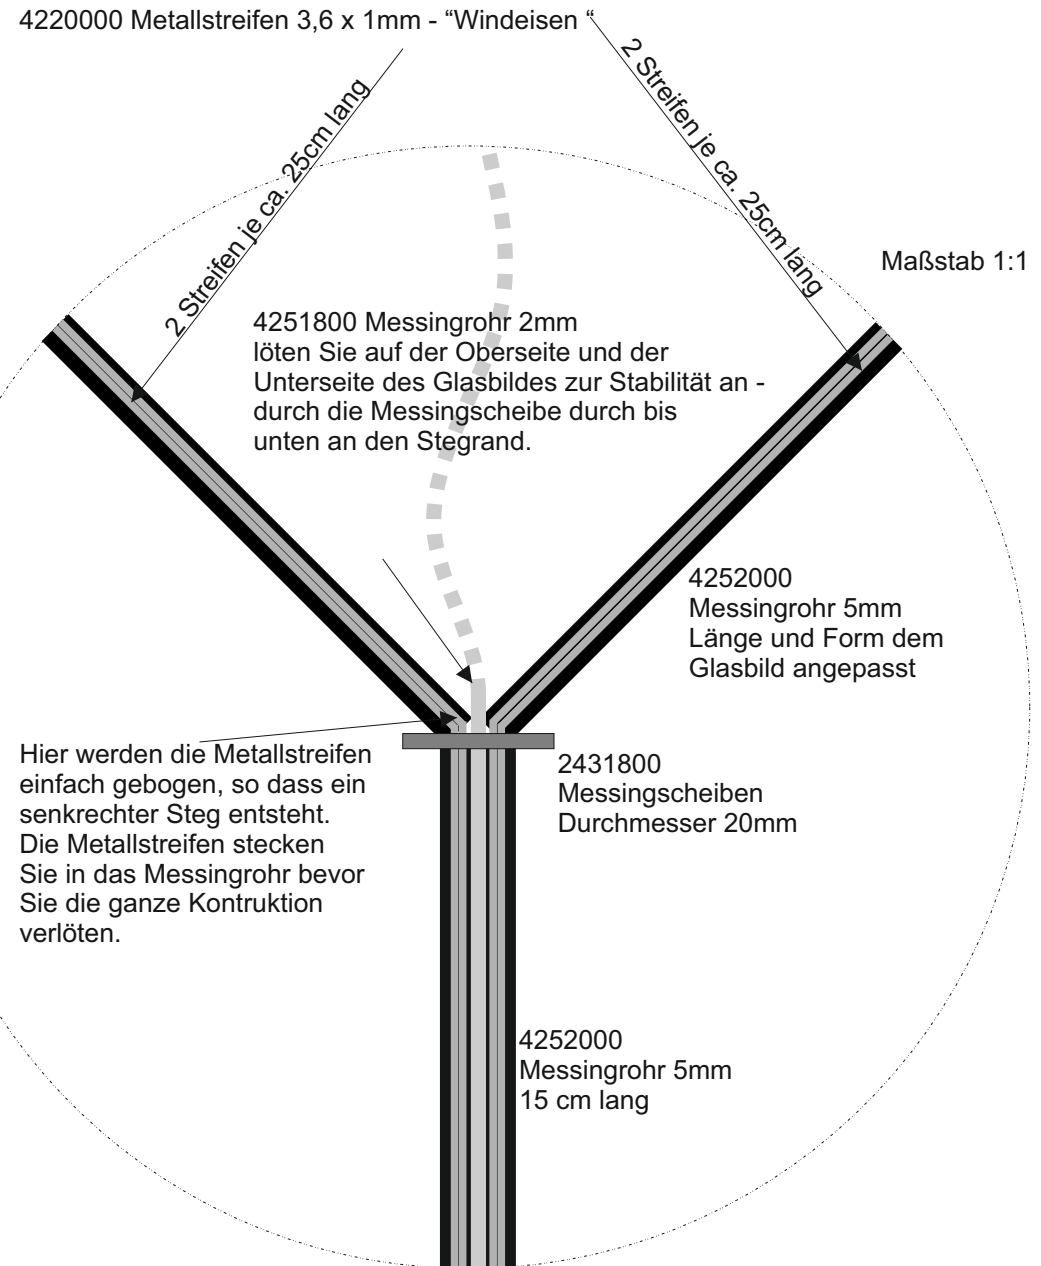 4220000 Metallstreifen 3,6 x 1mm - “Windeisen “
2 Streifen je ca. 25cm lang
2 Streifen je ca. 25cm lang
Maßstab 1:1
4251800 Messingrohr 2mm
löten Sie auf der Oberseite und der
Unterseite des Glasbildes zur Stabilität an -
durch die Messingscheibe durch bis
unten an den Stegrand.
4252000
Messingrohr 5mm
Länge und Form dem
Glasbild angepasst
Hier werden die Metallstreifen
einfach gebogen, so dass ein
senkrechter Steg entsteht.
Die Metallstreifen stecken
Sie in das Messingrohr bevor
Sie die ganze Kontruktion
verlöten.
2431800
Messingscheiben
Durchmesser 20mm
4252000
Messingrohr 5mm
15 cm lang